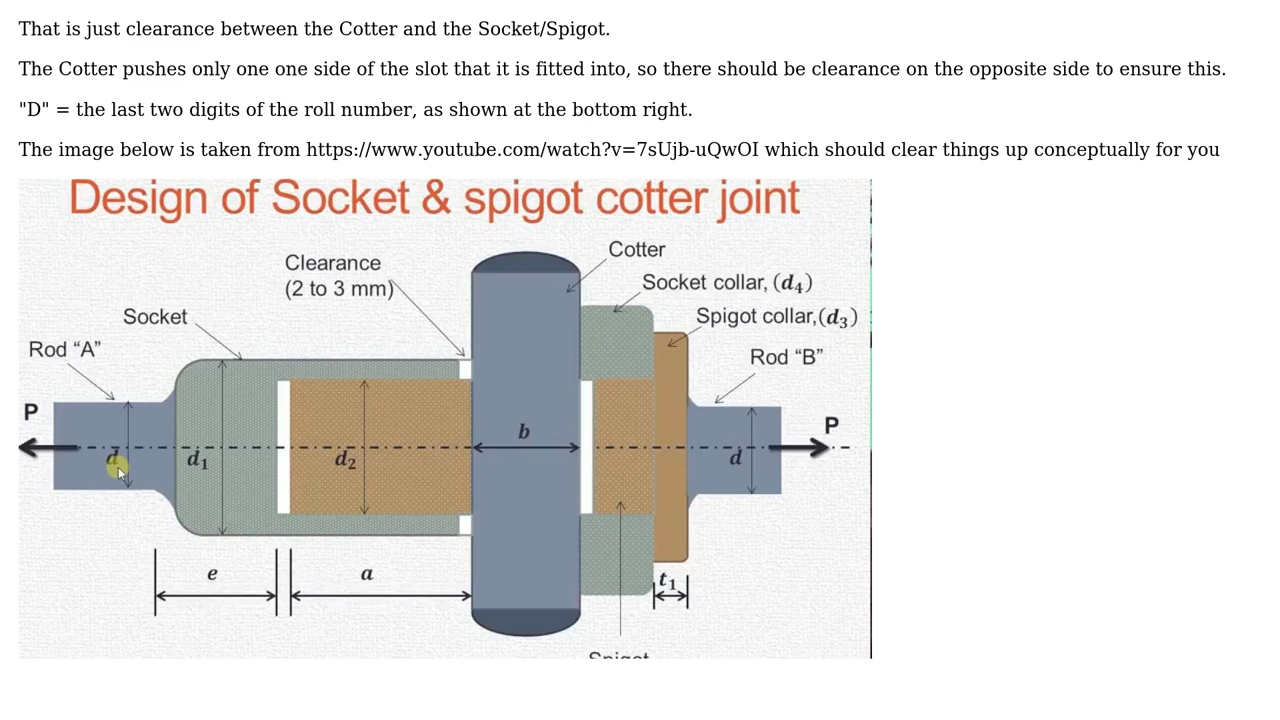 That is just clearance between the Cotter and the Socket/Spigot.
The Cotter pushes only one one side of the slot that it is fitted into, so there should be clearance on the opposite side to ensure this.
"D" = the last two digits of the roll number, as shown at the bottom right.
The image below is taken from https://www.youtube.com/watch?v=7sUjb-uQwOI which should clear things up conceptually for you
Design of Socket & spigot cotter joint
Cotter
Clearance
(2 to 3 mm)
Socket collar, (d₄)
Socket
Spigot collar,(d₃)
Rod “A”
Rod “B”
P
P
b
d
d₁
d₂
d
e
a
t₁